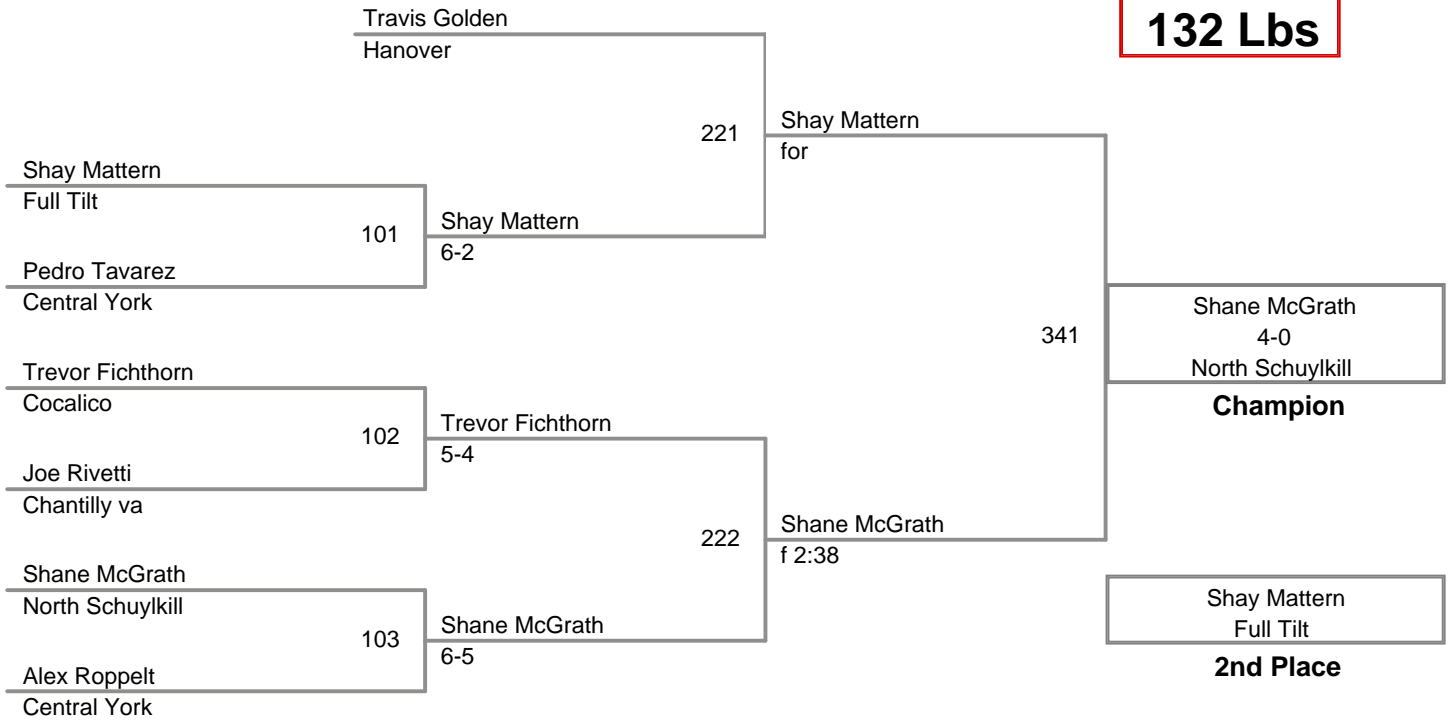 Travis Golden
Hanover
132 Lbs
221
Shay Mattern
for
Shay Mattern
Full Tilt
101
Shay Mattern
6-2
Pedro Tavarez
Central York
341
Shane McGrath
4-0
North Schuylkill
Champion
Trevor Fichthorn
Cocalico
102
Trevor Fichthorn
5-4
Joe Rivetti
Chantilly va
222
Shane McGrath
f 2:38
Shane McGrath
North Schuylkill
103
Shane McGrath
6-5
Alex Roppelt
Central York
Shay Mattern
Full Tilt
2nd Place